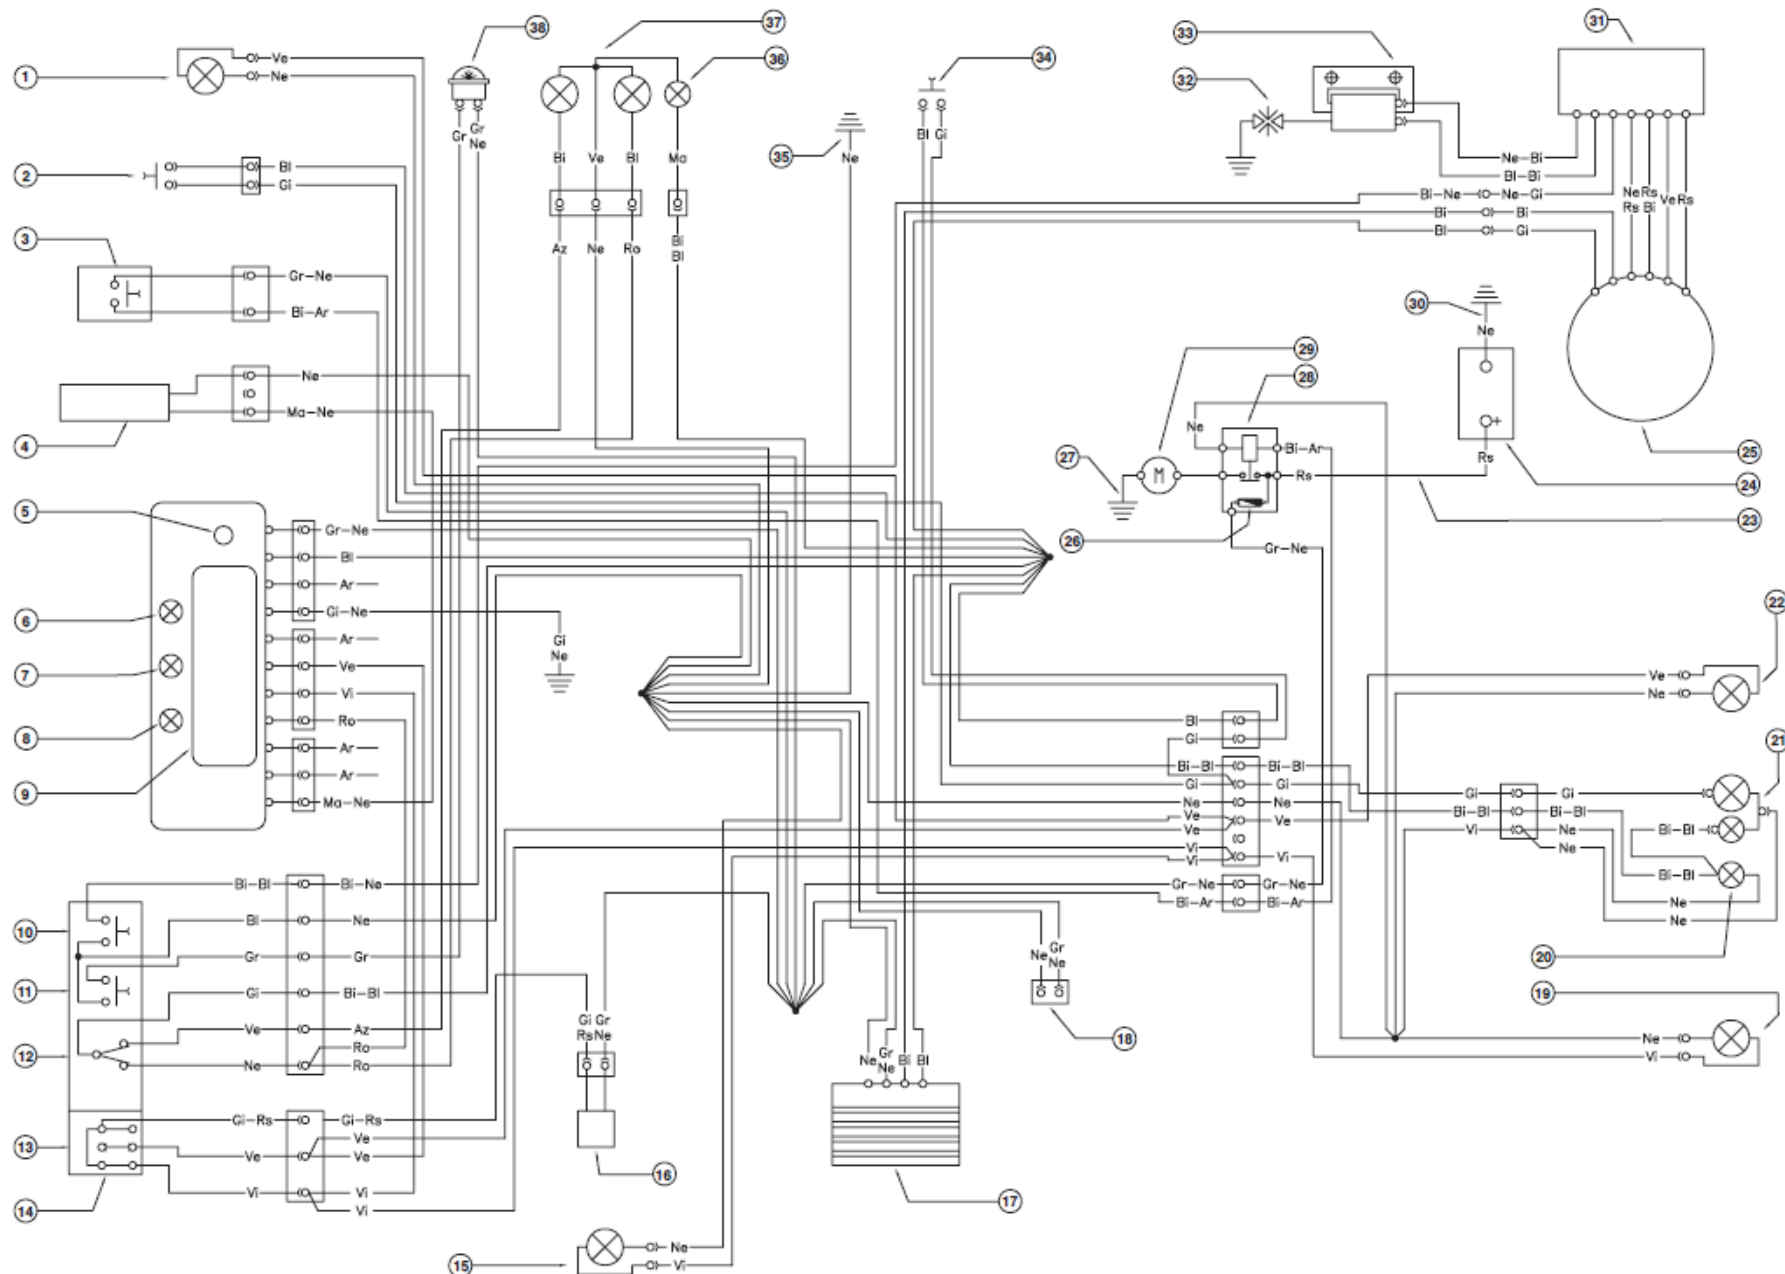 38
37
31
33
36
34
1
Ve
Ne
32
Gr
Gr
Ne
Bl
Gi
35
Ne
Bi
Ve
Bl
Ma
Ne-Bi
Bl-Bi
2
Bl
Gi
Bi-Ne
Ne-Gi
Ne
Rs
Rs
Bi
Ve
Rs
Bi
Bi
Bl
Gi
3
Az
Ne
Ro
Bi
Bl
Gr-Ne
Bi-Ar
30
Ne
29
28
Ne
Ma-Ne
4
Ne
Bi-Ar
27
M
Rs
+
Rs
25
24
23
5
Gr-Ne
26
Gr-Ne
Bl
Ar
6
Gi-Ne
22
Ar
Gi
Ne
7
Ve
Ve
Vi
Ne
8
Ro
Bl
21
Ar
Gi
Ar
Bi-Bl
Bi-Bl
9
Gi
Gi
Gi
Gi
Ma-Ne
Ne
Ne
Bi-Bl
Bi-Bl
Ve
Ve
Ve
Vi
Ne
Bi-Bl
Ne
Vi
Vi
Vi
Bi-Bl
Bi-Bl
Bi-Ne
Gr-Ne
Gr-Ne
Bi-Ar
Bi-Ar
Ne
10
Bl
Ne
Ne
Gr
Gr
Ne
Gr
Ne
20
11
Gi
Bi-Bl
19
Ve
Az
Gi
Rs
Gr
Ne
18
12
Ro
Ne
Ne
Ro
Ne
Gr
Ne
Bi
Bl
Vi
Gi-Rs
Gi-Rs
13
Ve
Ve
Ve
16
Vi
Vi
17
14
Vi
Ne
15
Vi